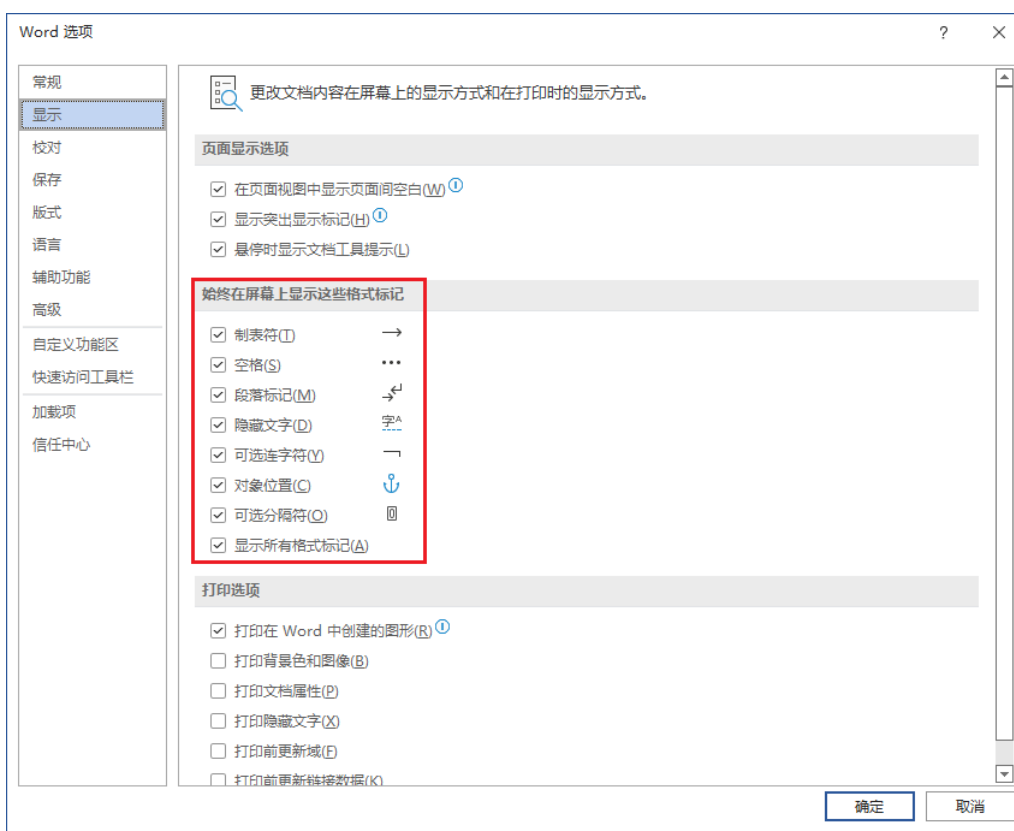 Word 选项
?
常规
显示
校对
保存
版式
语言
辅助功能
高级
自定义功能区
快速访问工具栏
加载项
信任中心
更改文档内容在屏幕上的显示方式和在打印时的显示方式。
页面显示选项
在页面视图中显示页面间空白(W)
显示突出显示标记(H)
悬停时显示文档工具提示(L)
始终在屏幕上显示这些格式标记
制表符(T)
空格(S)
段落标记(M)
隐藏文字(D) 字A
可选连字符(Y)
对象位置(C)
可选分隔符(O)
显示所有格式标记(A)
打印选项
打印在 Word 中创建的图形(R)
打印背景色和图像(B)
打印文档属性(P)
打印隐藏文字(X)
打印前更新域(F)
打印前更新链接数据(K)
确定
取消